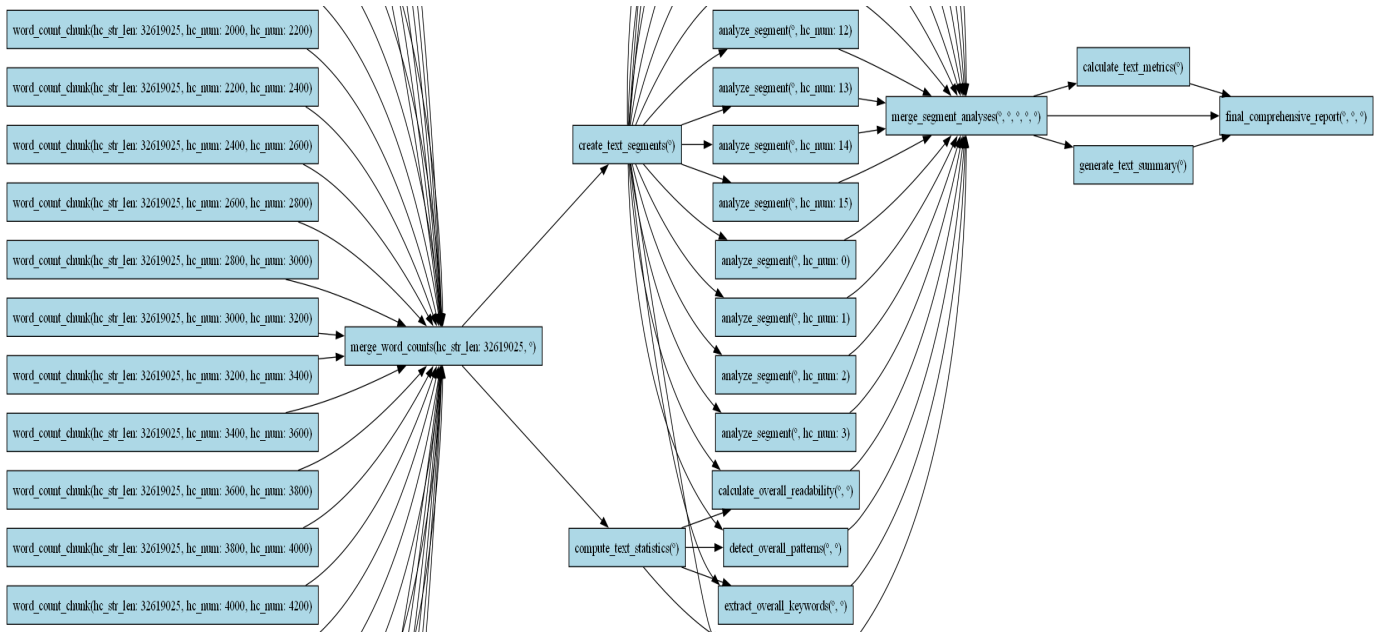 word_count_chunk(hc_str_len: 32619025, hc_num: 2000, hc_num: 2200)
word_count_chunk(hc_str_len: 32619025, hc_num: 2200, hc_num: 2400)
word_count_chunk(hc_str_len: 32619025, hc_num: 2400, hc_num: 2600)
word_count_chunk(hc_str_len: 32619025, hc_num: 2600, hc_num: 2800)
word_count_chunk(hc_str_len: 32619025, hc_num: 2800, hc_num: 3000)
word_count_chunk(hc_str_len: 32619025, hc_num: 3000, hc_num: 3200)
word_count_chunk(hc_str_len: 32619025, hc_num: 3200, hc_num: 3400)
word_count_chunk(hc_str_len: 32619025, hc_num: 3400, hc_num: 3600)
word_count_chunk(hc_str_len: 32619025, hc_num: 3600, hc_num: 3800)
word_count_chunk(hc_str_len: 32619025, hc_num: 3800, hc_num: 4000)
word_count_chunk(hc_str_len: 32619025, hc_num: 4000, hc_num: 4200)
merge_word_counts(hc_str_len: 32619025, °)
create_text_segments(°)
compute_text_statistics(°)
analyze_segment(°, hc_num: 12)
analyze_segment(°, hc_num: 13)
analyze_segment(°, hc_num: 14)
analyze_segment(°, hc_num: 15)
analyze_segment(°, hc_num: 0)
analyze_segment(°, hc_num: 1)
analyze_segment(°, hc_num: 2)
analyze_segment(°, hc_num: 3)
calculate_overall_readability(°, °)
detect_overall_patterns(°, °)
extract_overall_keywords(°, °)
merge_segment_analyses(°, °, °, °, °)
calculate_text_metrics(°)
generate_text_summary(°)
final_comprehensive_report(°, °, °)